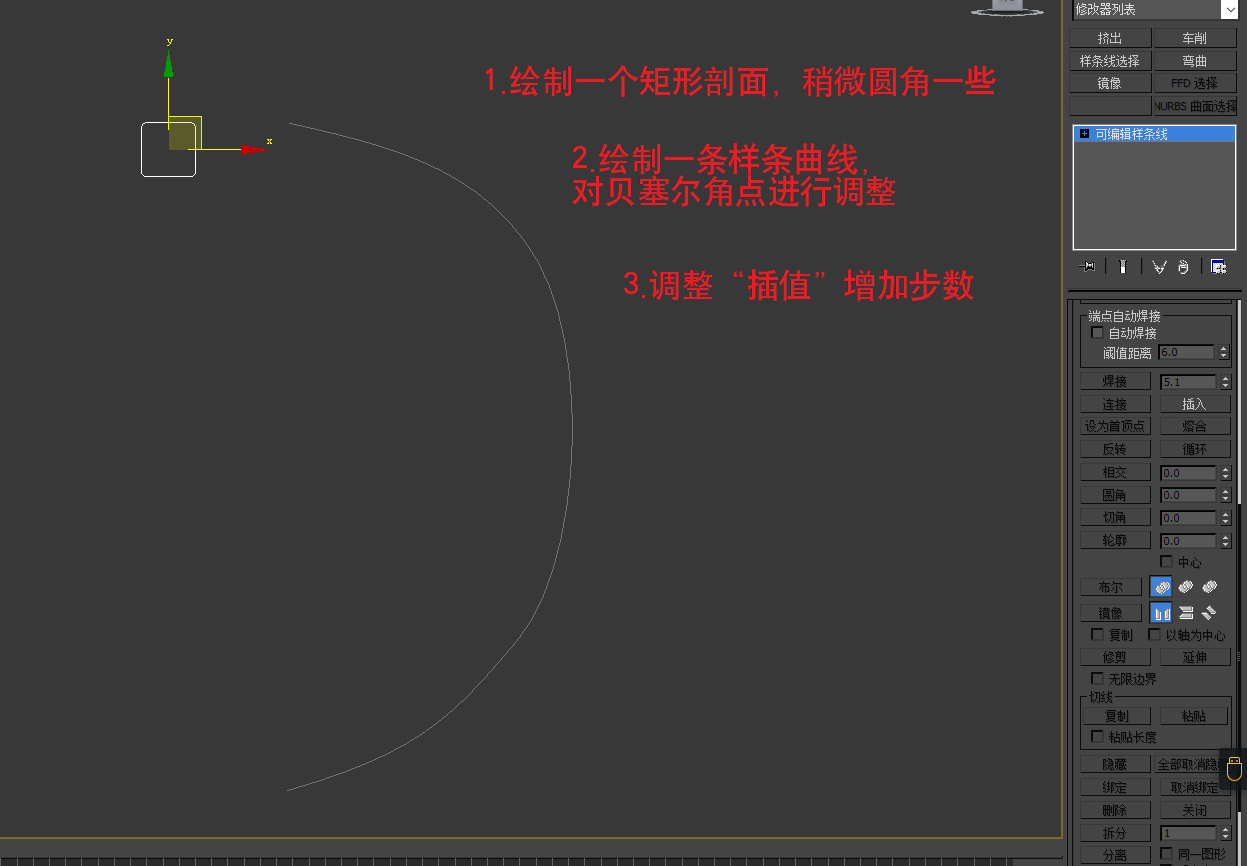 修改器列表
挤出
车削
样条线选择
弯曲
镜像
FFD 选择
NURBS 曲面选择
可编辑样条线
y
x
1.绘制一个矩形剖面，稍微圆角一些
2.绘制一条样条曲线，
对贝塞尔角点进行调整
3.调整“插值”增加步数
端点自动焊接
自动焊接
阈值距离 6.0
焊接 5.1
连接 插入
设为首顶点 熔合
反转 循环
相交 0.0
圆角 0.0
切角 0.0
轮廓 0.0
中心
布尔
镜像
复制 以轴为中心
修剪 延伸
无限边界
切线
复制 粘贴
粘贴长度
隐藏 全部取消隐
绑定 取消绑定
删除 关闭
拆分 1
分离 同一图形